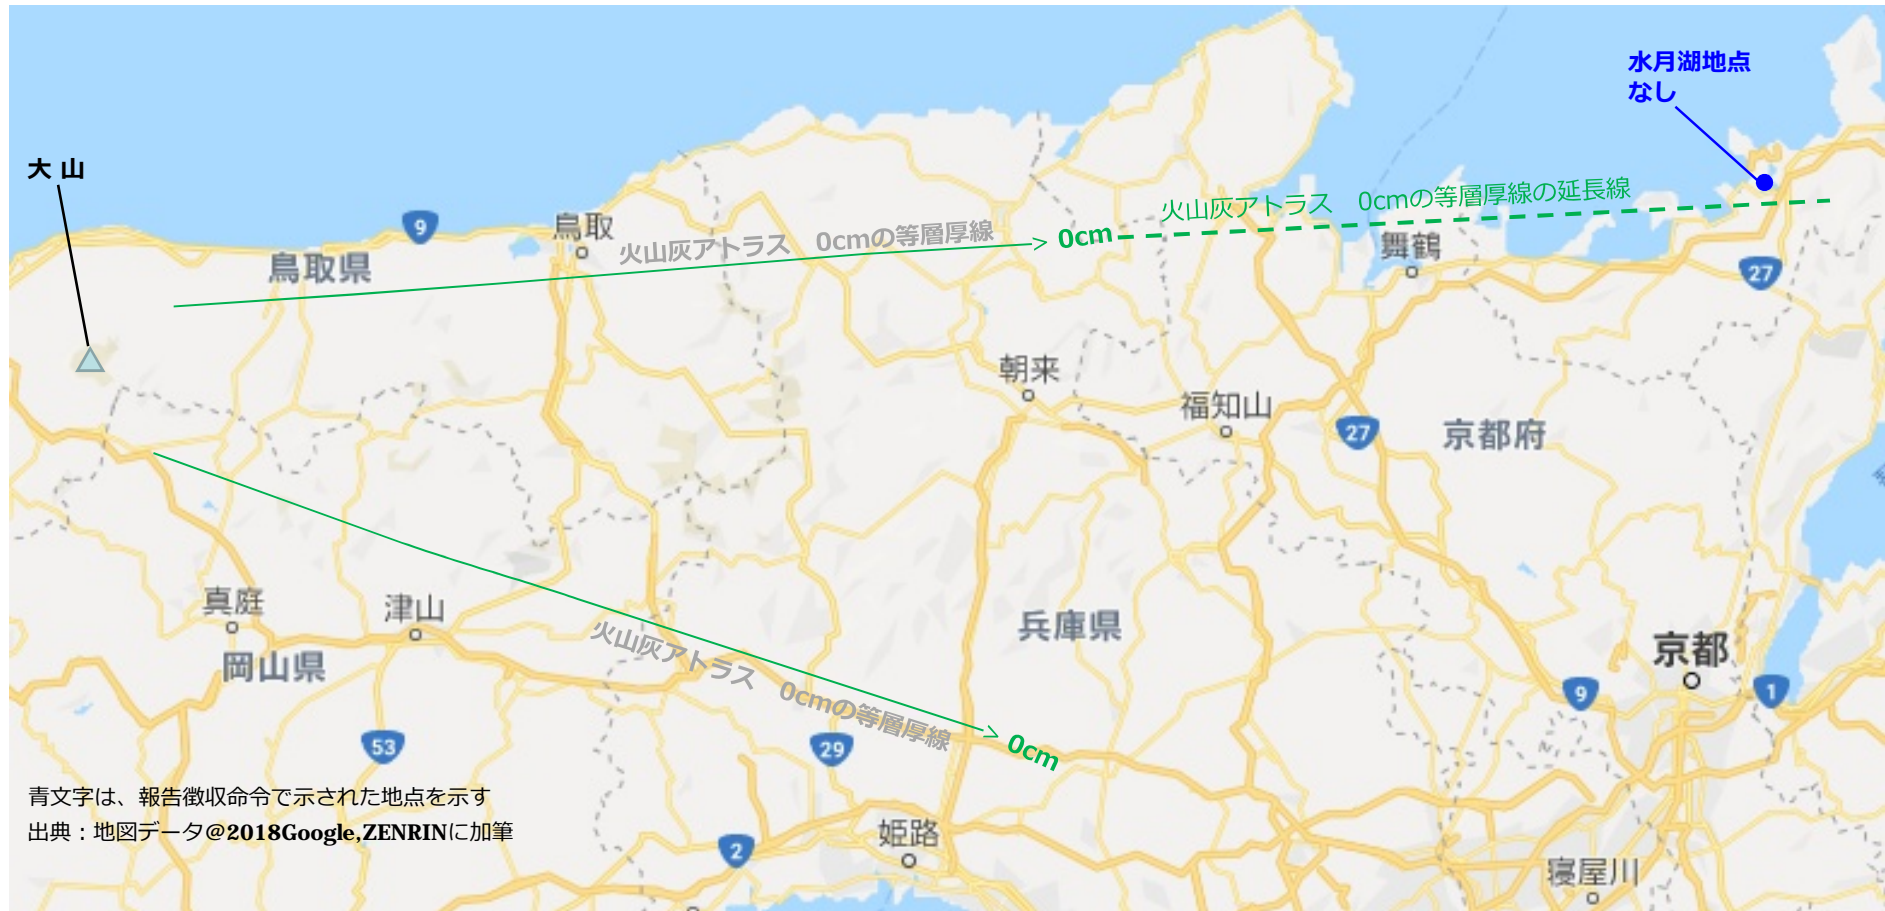 水月湖地点
なし
大 山
9
鳥取
火山灰アトラス 0cmの等層厚線の延長線
火山灰アトラス 0cmの等層厚線
0cm
舞鶴
鳥取県
27
朝来
福知山
27
京都府
真庭
津山
火山灰アトラス 0cmの等層厚線
0cm
兵庫県
京都
岡山県
9
1
53
29
青文字は、報告徴収命令で示された地点を示す
出典:地図データ@2018Google,ZENRINに加筆
2
姫路
寝屋川